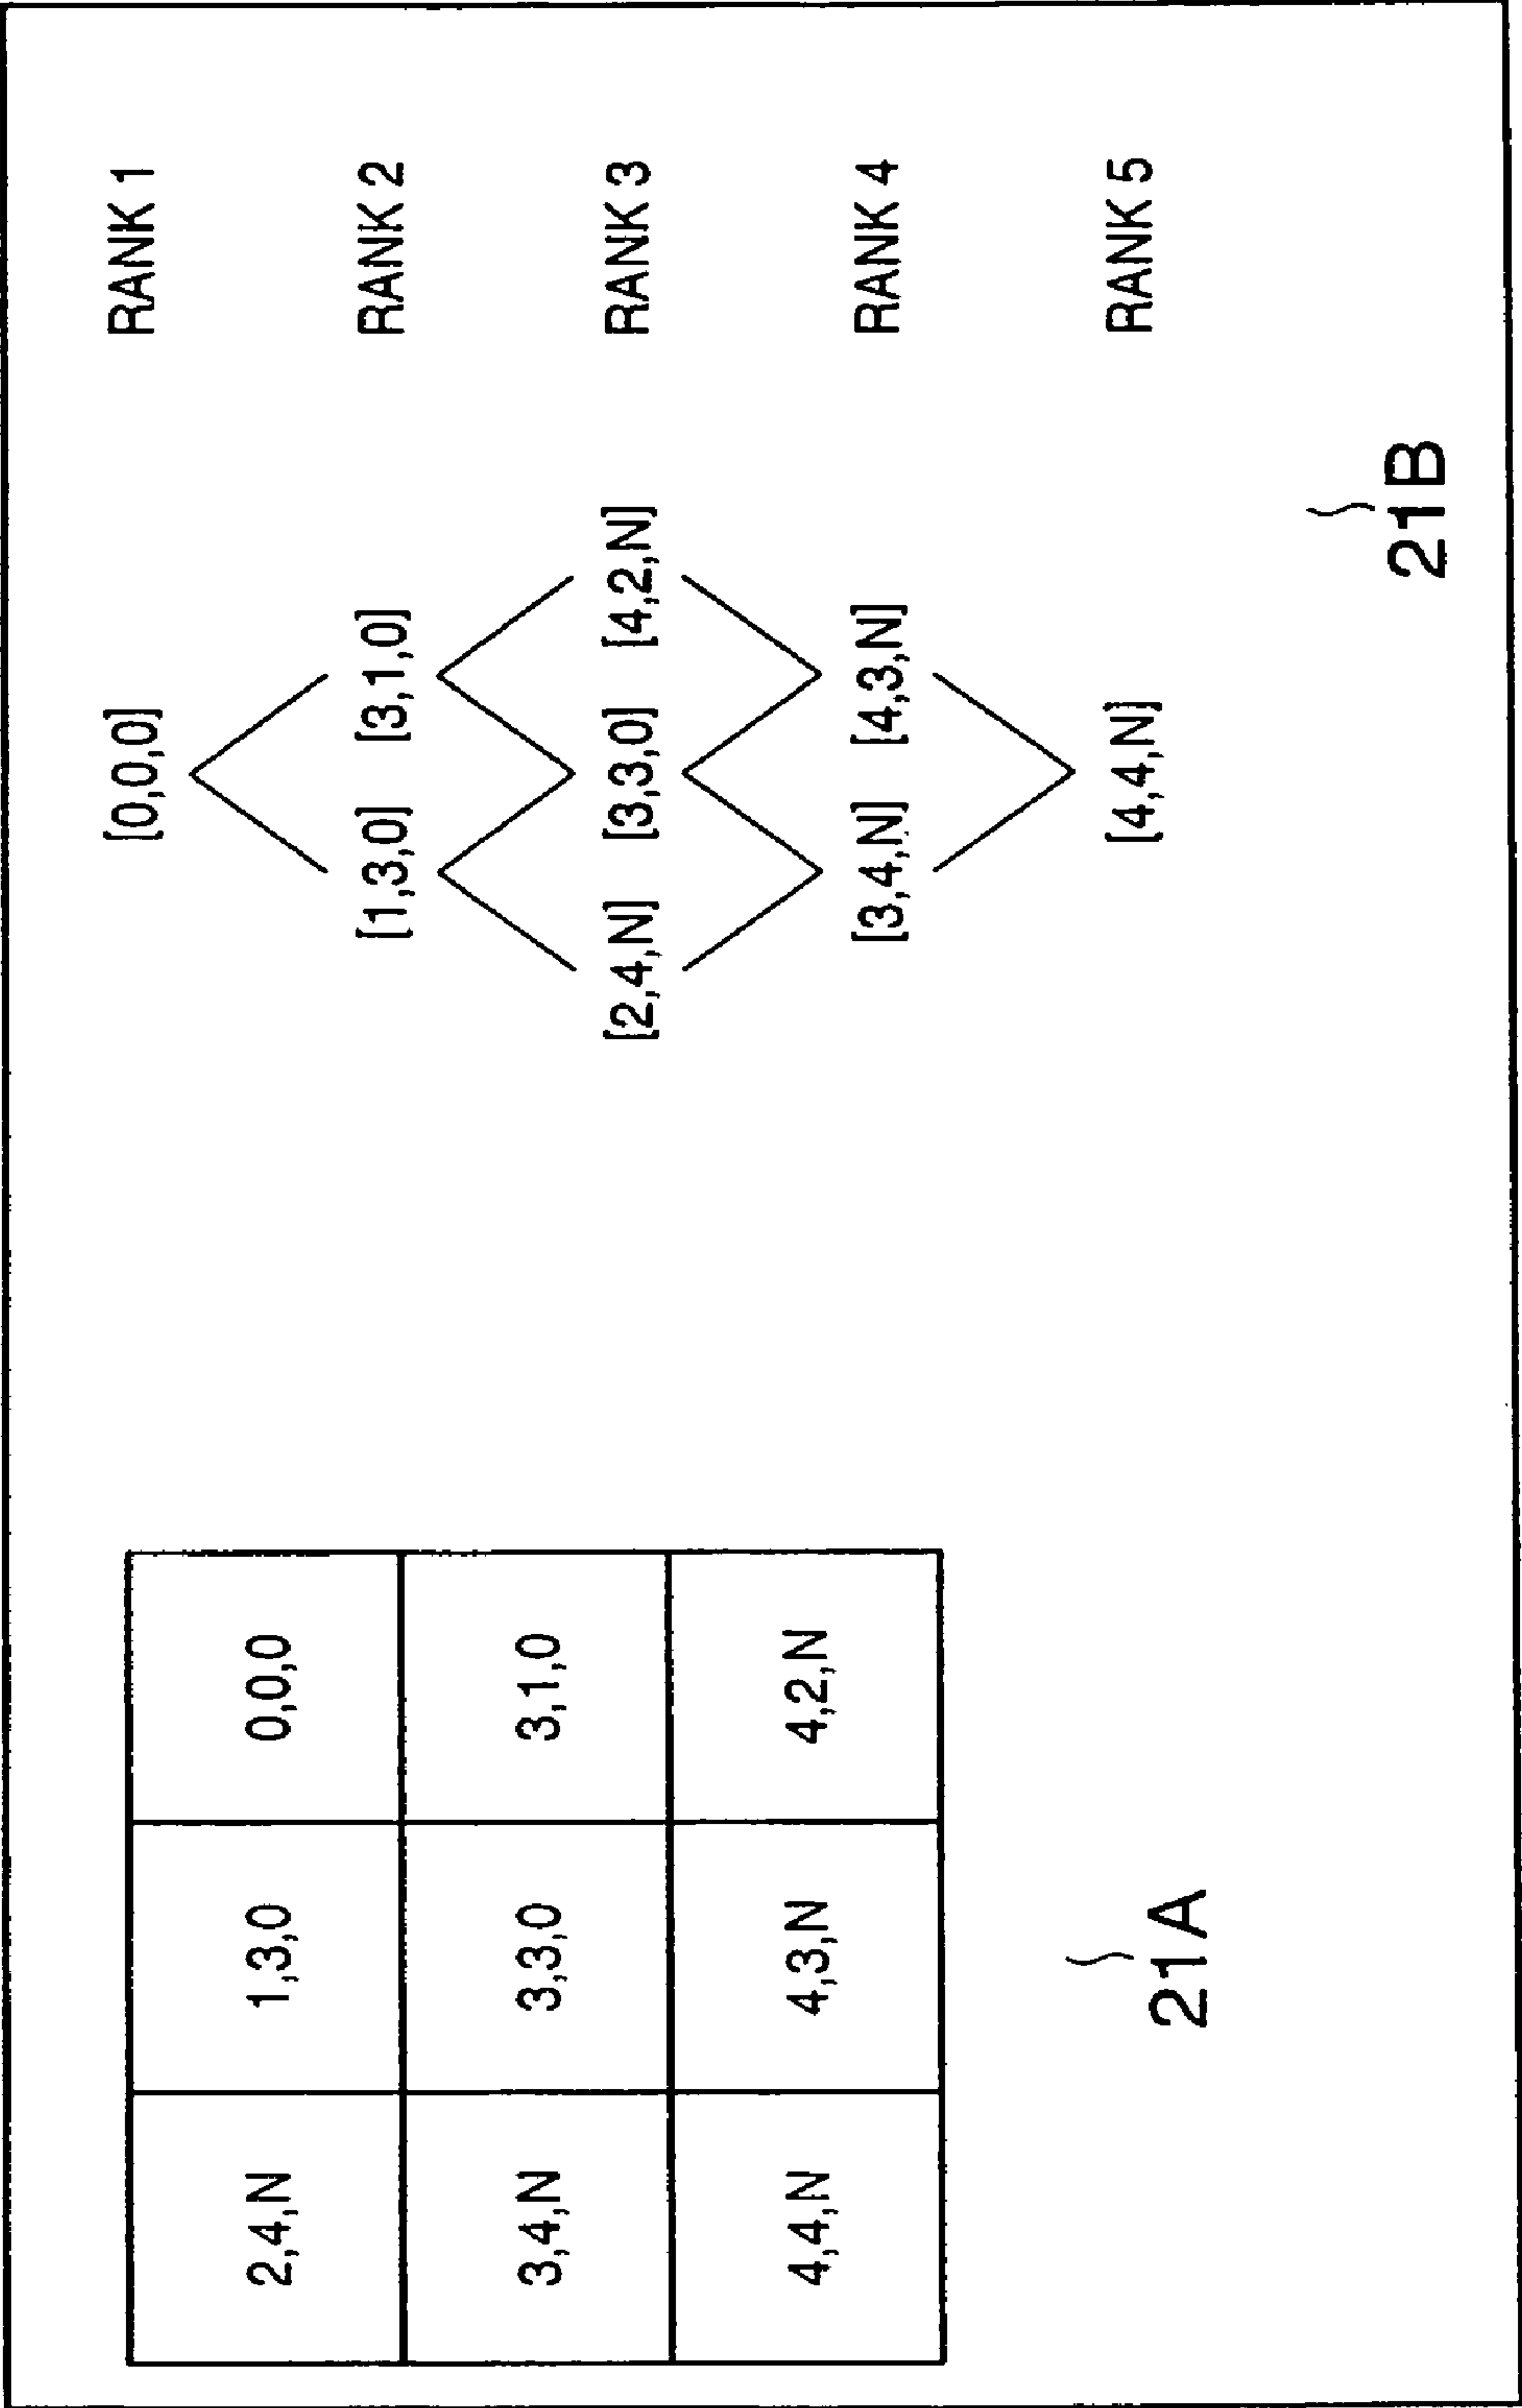 2,4,N 1,3,0 0,0,0
3,4,N 3,3,0 3,1,0
4,4,N 4,3,N 4,2,N
21A
[0,0,0] RANK 1
[1,3,0] [3,1,0] RANK 2
[2,4,N] [3,3,0] [4,2,N] RANK 3
[3,4,N] [4,3,N] RANK 4
[4,4,N] RANK 5
21B